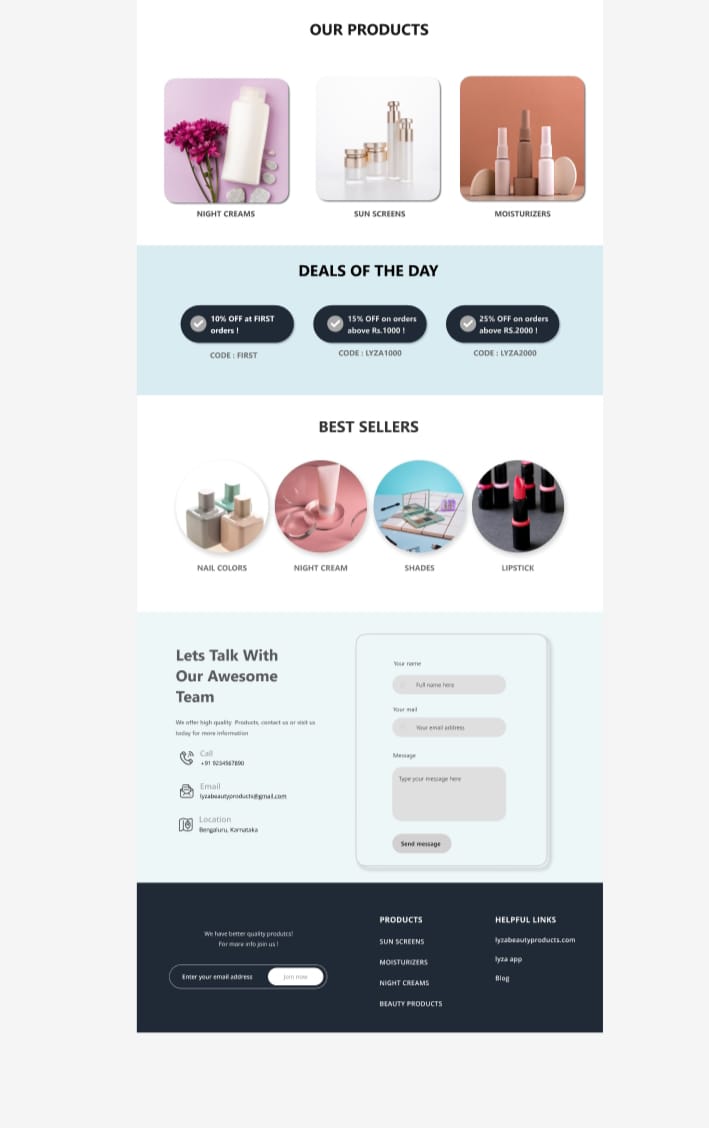 OUR PRODUCTS
NIGHT CREAMS
SUN SCREENS
MOISTURIZERS
DEALS OF THE DAY
10% OFF at FIRST
orders !
CODE : FIRST
15% OFF on orders
above Rs.1000 !
CODE : LYZA1000
25% OFF on orders
above RS.2000 !
CODE : LYZA2000
BEST SELLERS
NAIL COLORS
NIGHT CREAM
SHADES
LIPSTICK
Lets Talk With
Our Awesome
Team
We offer high quality Products, contact us or visit us
today for more information
Call
+91 9234567890
Email
lyzabeautyproducts@gmail.com
Location
Bengaluru, Karnataka
Your name
Full name here
Your mail
Your email address
Message
Type your message here
Send message
We have better quality produtcs!
For more info join us !
Enter your email address
Join now
PRODUCTS
SUN SCREENS
MOISTURIZERS
NIGHT CREAMS
BEAUTY PRODUCTS
HELPFUL LINKS
lyzabeautyproducts.com
lyza app
Blog